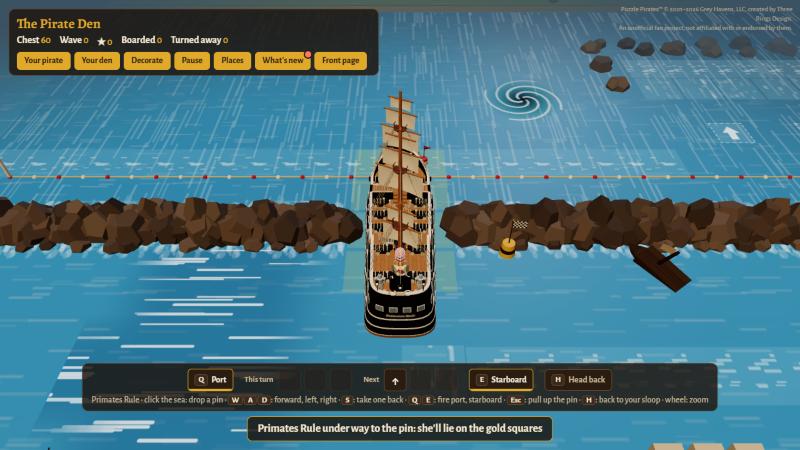 The Pirate Den
Chest 60 Wave 0 ★0 Boarded 0 Turned away 0
Your pirate Your den Decorate Pause Places What's new Front page
Puzzle Pirates™ © 2001–2026 Grey Havens, LLC, created by Three
Rings Design.
An unofficial fan project, not affiliated with or endorsed by them.
Q Port This turn Next E Starboard H Head back
Primates Rule · click the sea: drop a pin · W A D : forward, left, right · S : take one back · Q E : fire port, starboard · Esc : pull up the pin · H : back to your sloop · wheel: zoom
Primates Rule under way to the pin: she'll lie on the gold squares